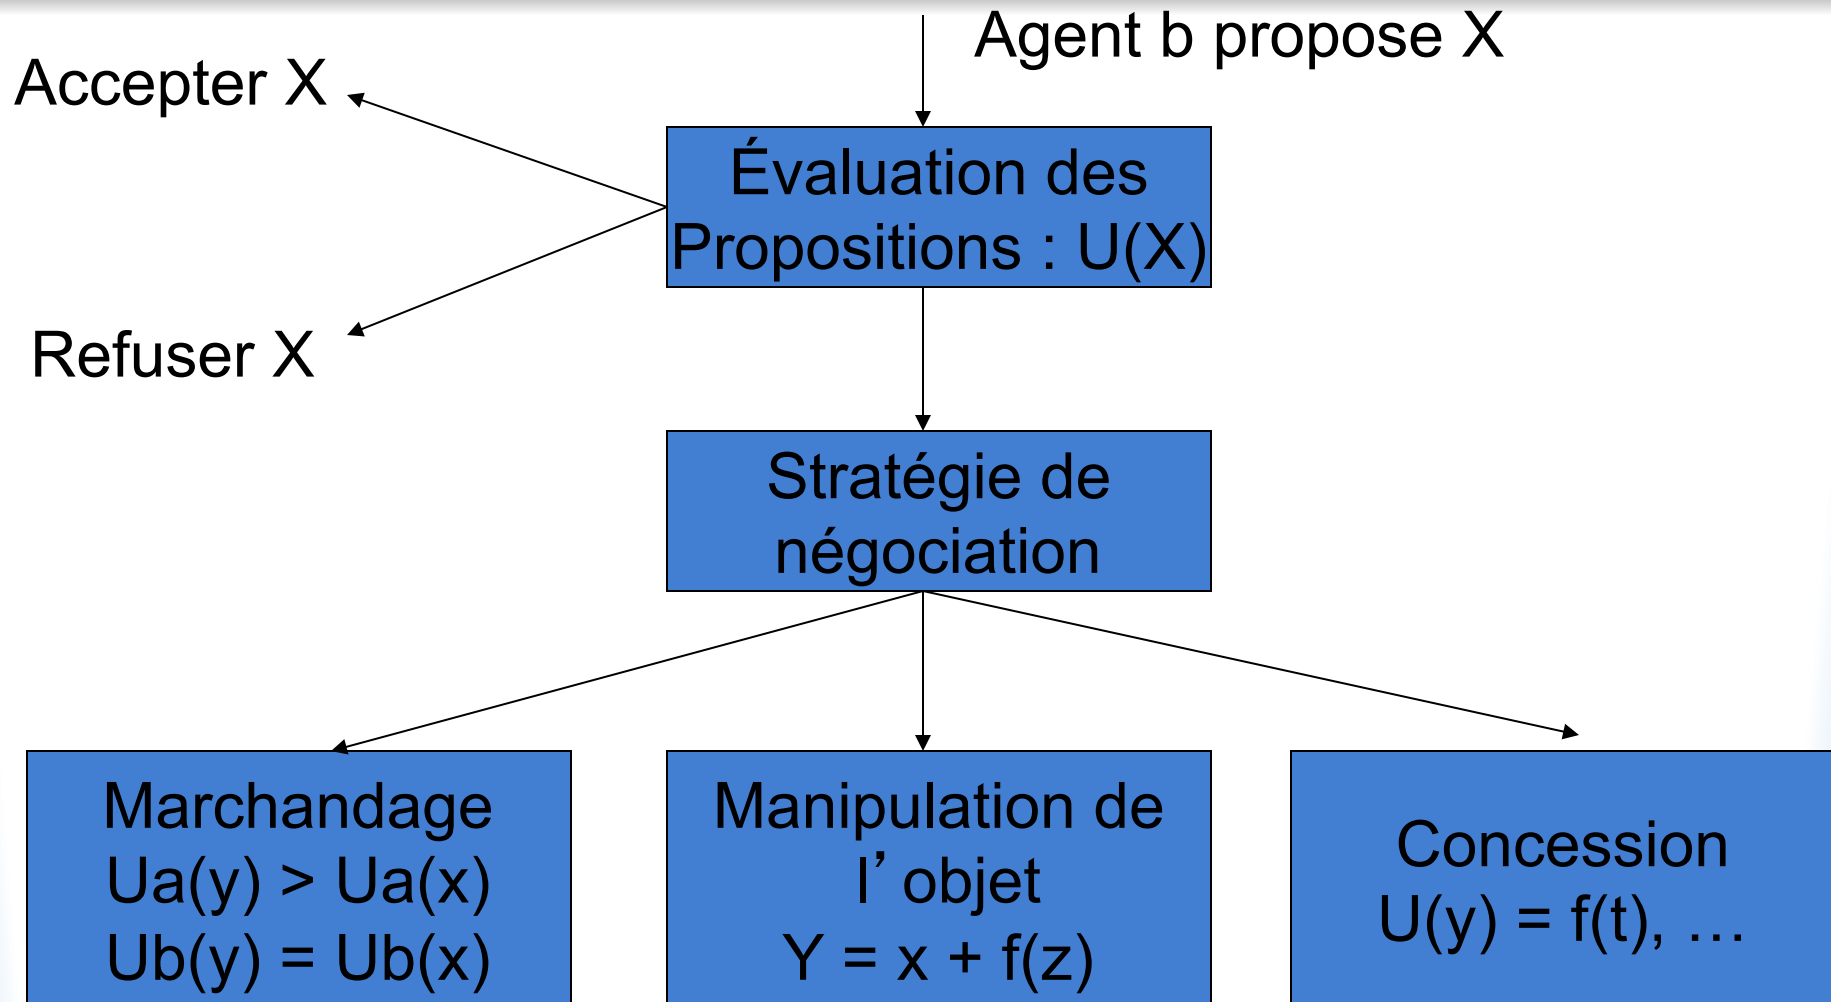 Agent b propose X
Accepter X
Évaluation des
Propositions : U(X)
Refuser X
Stratégie de
négociation
Marchandage
Ua(y) > Ua(x)
Ub(y) = Ub(x)
Manipulation de
l’ objet
Y = x + f(z)
Concession
U(y) = f(t), …